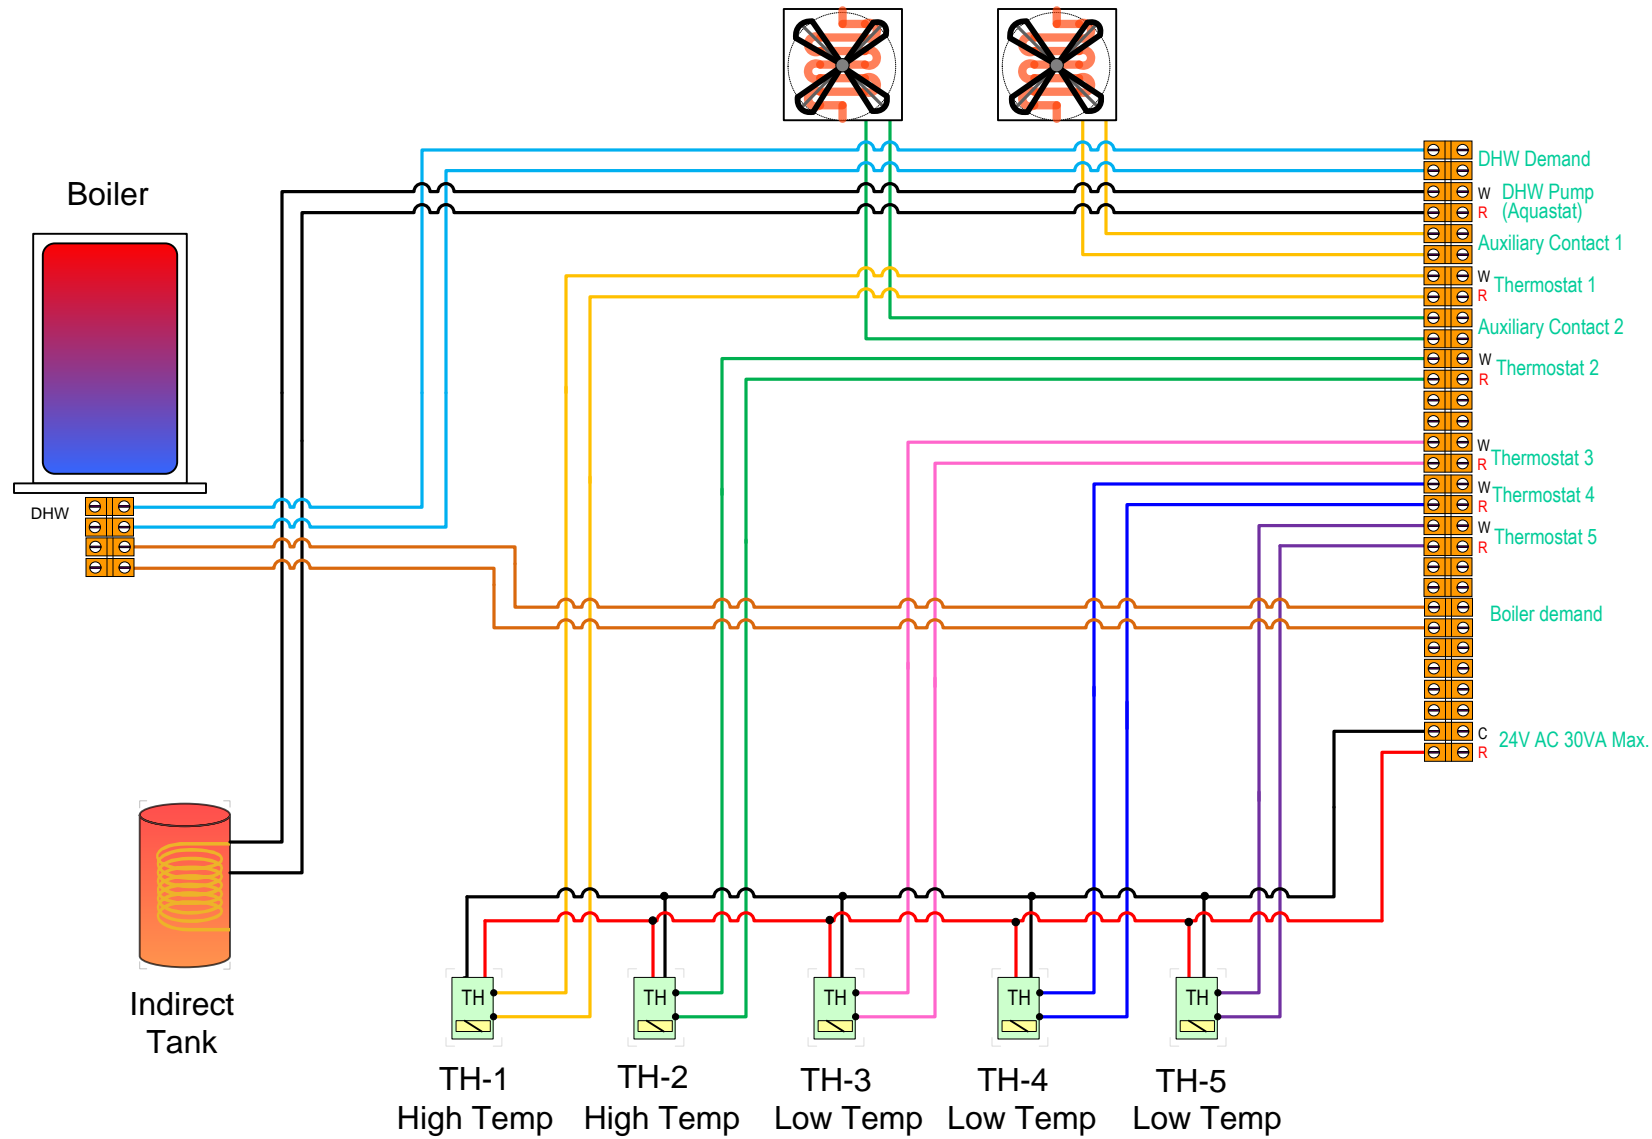 Boiler
DHW
DHW Demand
W DHW Pump
R (Aquastat)
Auxiliary Contact 1
W
Thermostat 1
R
Auxiliary Contact 2
W
Thermostat 2
R
W
Thermostat 3
R
W
Thermostat 4
R
W
Thermostat 5
R
Boiler demand
C
24V AC 30VA Max.
R
Indirect
Tank
TH
TH
TH
TH
TH
TH-1
High Temp
TH-2
High Temp
TH-3
Low Temp
TH-4
Low Temp
TH-5
Low Temp